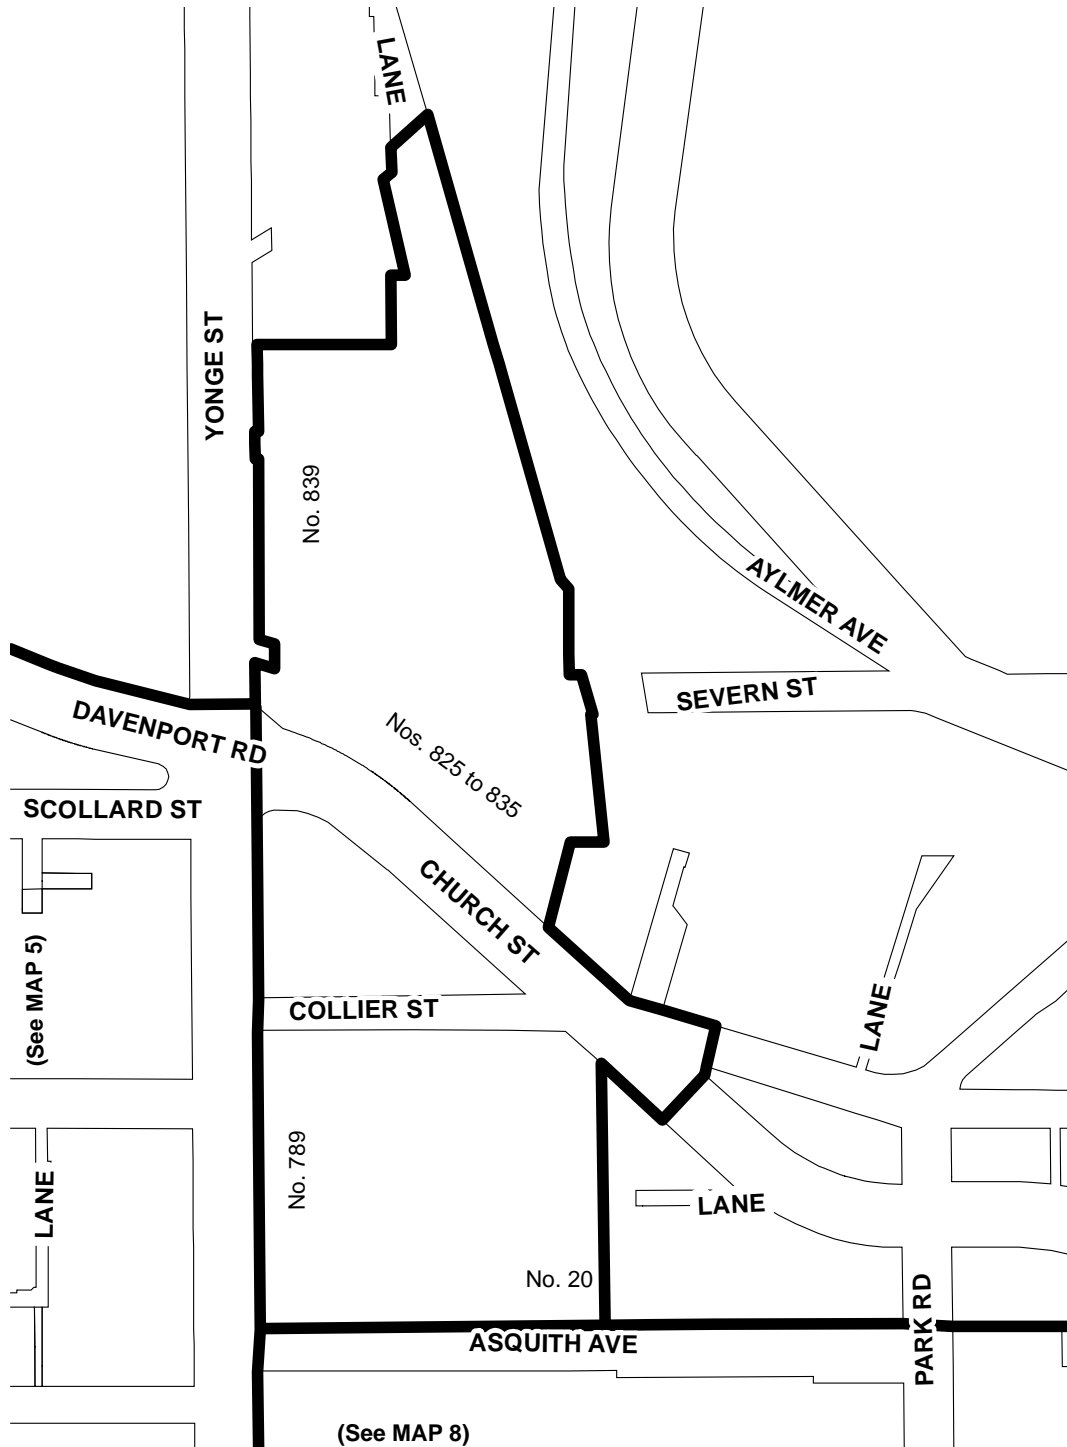 LANE
YONGE ST
No. 839
AYLMER AVE
SEVERN ST
DAVENPORT RD
Nos. 825 to 835
SCOLLARD ST
CHURCH ST
(See MAP 5)
COLLIER ST
LANE
No. 789
LANE
LANE
No. 20
PARK RD
ASQUITH AVE
(See MAP 8)